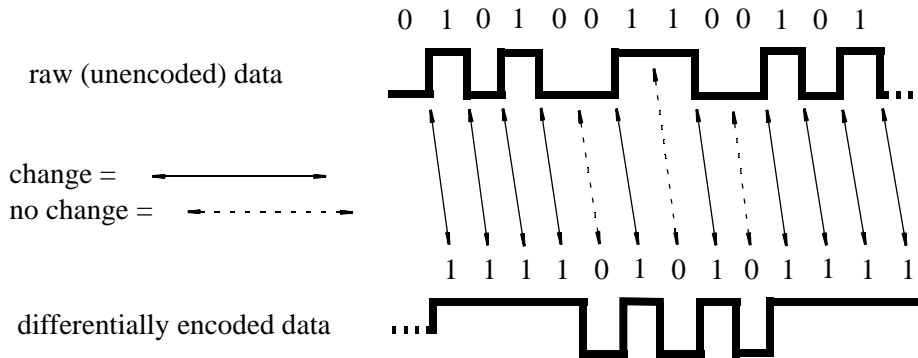 0 1 0 1 0 0 1 1 0 0 1 0 1
raw (unencoded) data
change =
no change =
1 1 1 1 0 1 0 1 0 1 1 1 1
differentially encoded data